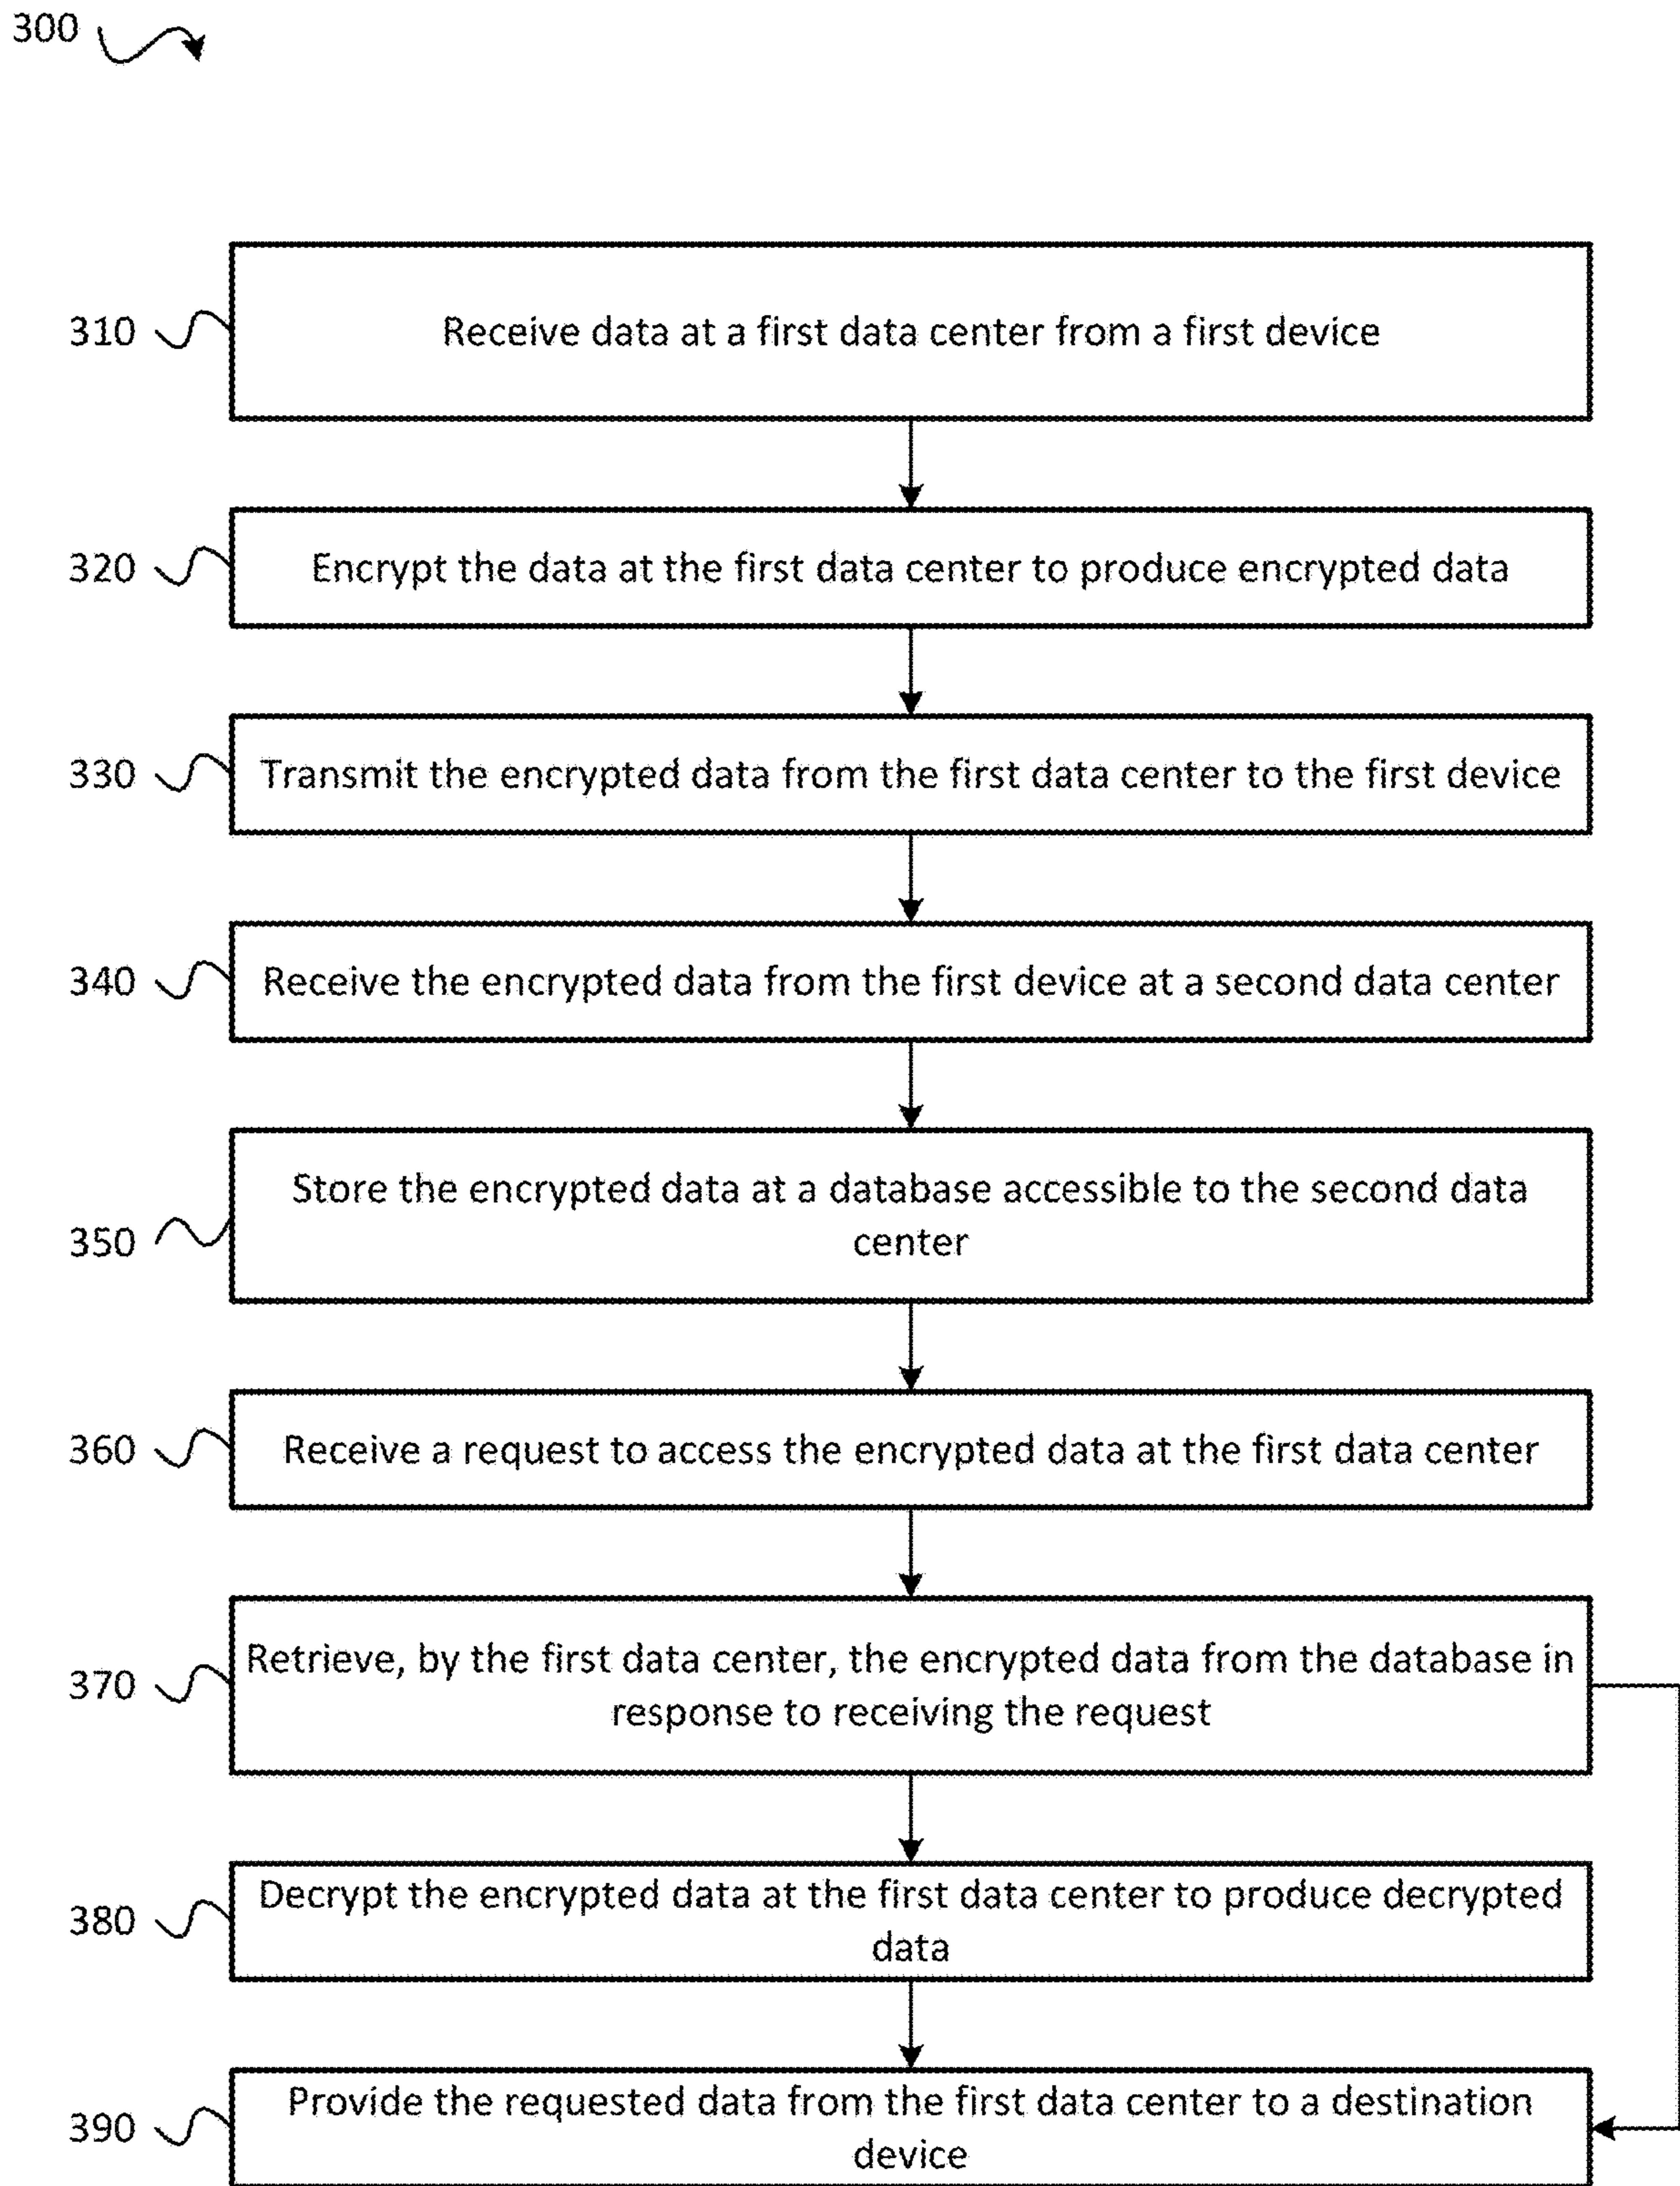 300
310
Receive data at a first data center from a first device
320
Encrypt the data at the first data center to produce encrypted data
330
Transmit the encrypted data from the first data center to the first device
340
Receive the encrypted data from the first device at a second data center
350
Store the encrypted data at a database accessible to the second data
center
360
Receive a request to access the encrypted data at the first data center
370
Retrieve, by the first data center, the encrypted data from the database in
response to receiving the request
380
Decrypt the encrypted data at the first data center to produce decrypted
data
390
Provide the requested data from the first data center to a destination
device